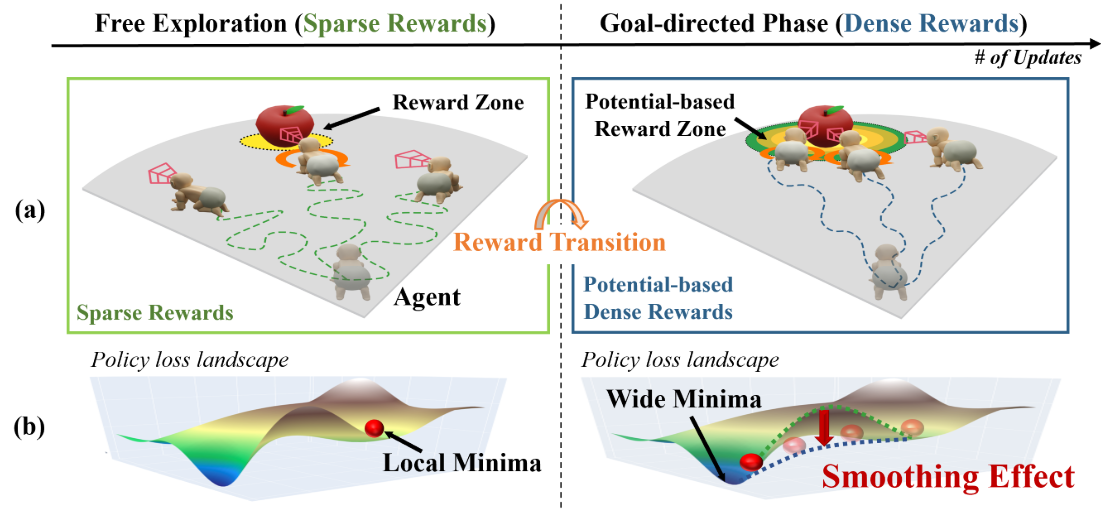 Free Exploration (Sparse Rewards)
Goal-directed Phase (Dense Rewards)
# of Updates
(a)
Reward Zone
Agent
Sparse Rewards
Reward Transition
Potential-based
Reward Zone
Potential-based
Dense Rewards
(b)
Policy loss landscape
Local Minima
Policy loss landscape
Wide Minima
Smoothing Effect